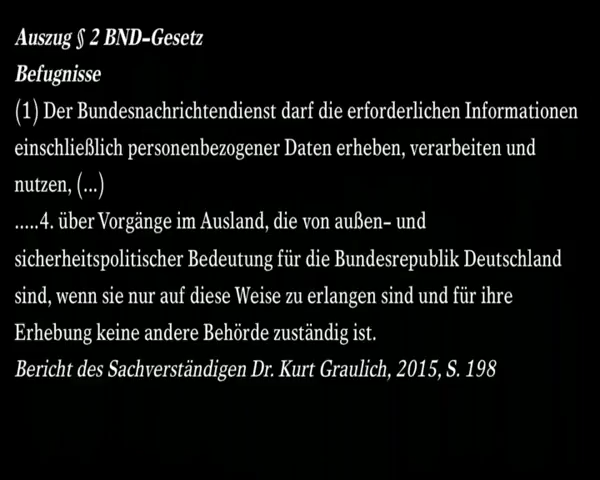 Auszug § 2 BND–Gesetz
Befugnisse
(1) Der Bundesnachrichtendienst darf die erforderlichen Informationen
einschließlich personenbezogener Daten erheben, verarbeiten und
nutzen, (...)
.....4. über Vorgänge im Ausland, die von außen– und
sicherheitspolitischer Bedeutung für die Bundesrepublik Deutschland
sind, wenn sie nur auf diese Weise zu erlangen sind und für ihre
Erhebung keine andere Behörde zuständig ist.
Bericht des Sachverständigen Dr. Kurt Graulich, 2015, S. 198